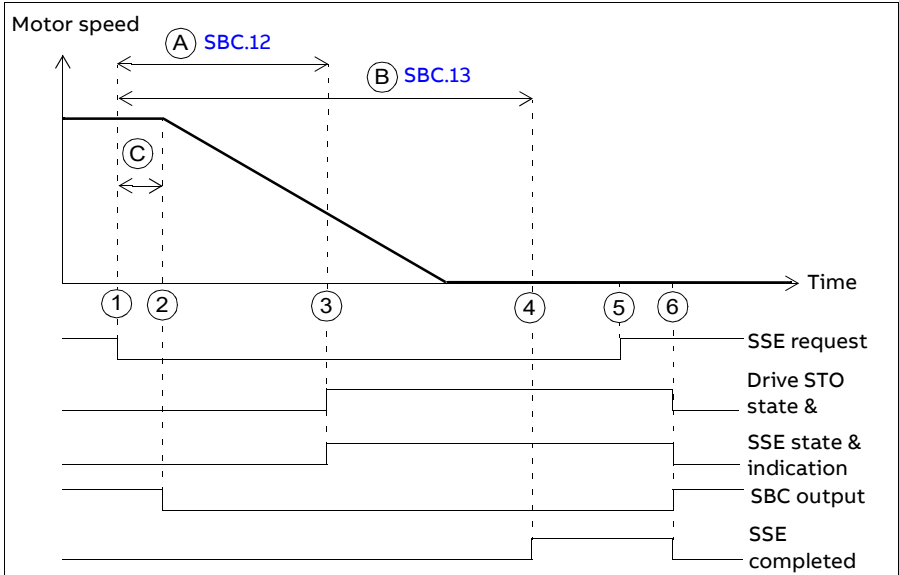 Motor speed
A SBC.12
B SBC.13
C
Time
1 2 3 4 5 6
SSE request
Drive STO
state &
SSE state &
indication
SBC output
SSE
completed